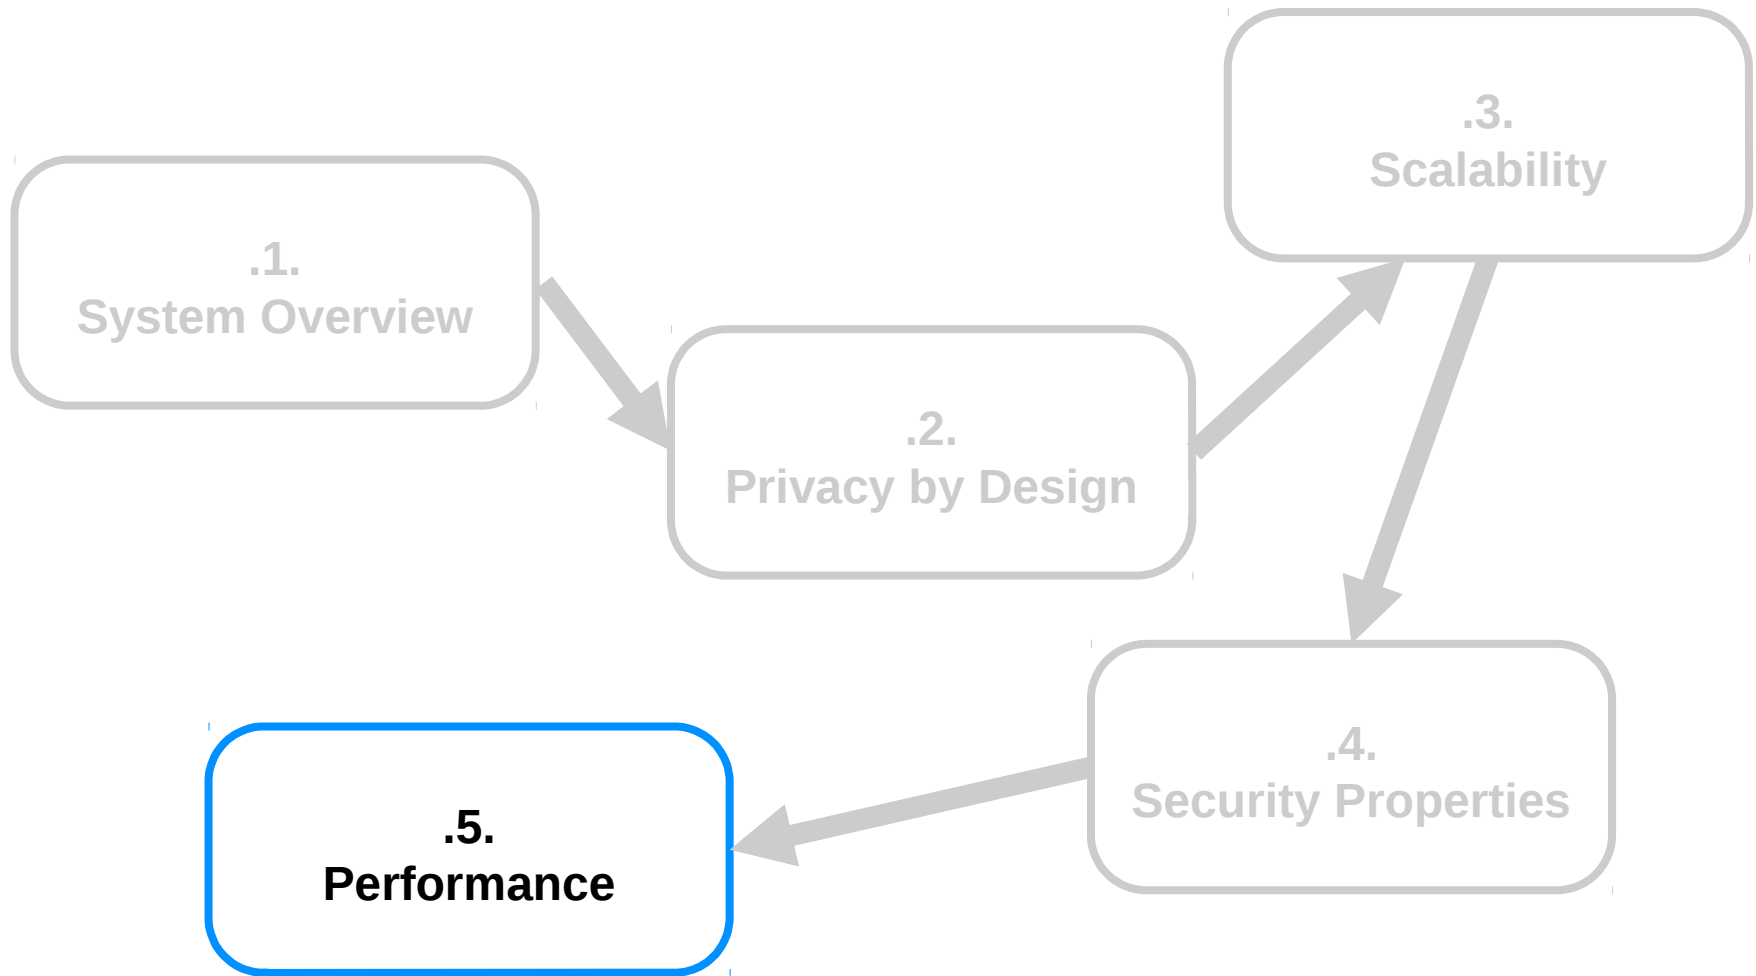 .1.
System Overview
.2.
Privacy by Design
.3.
Scalability
.4.
Security Properties
.5.
Performance